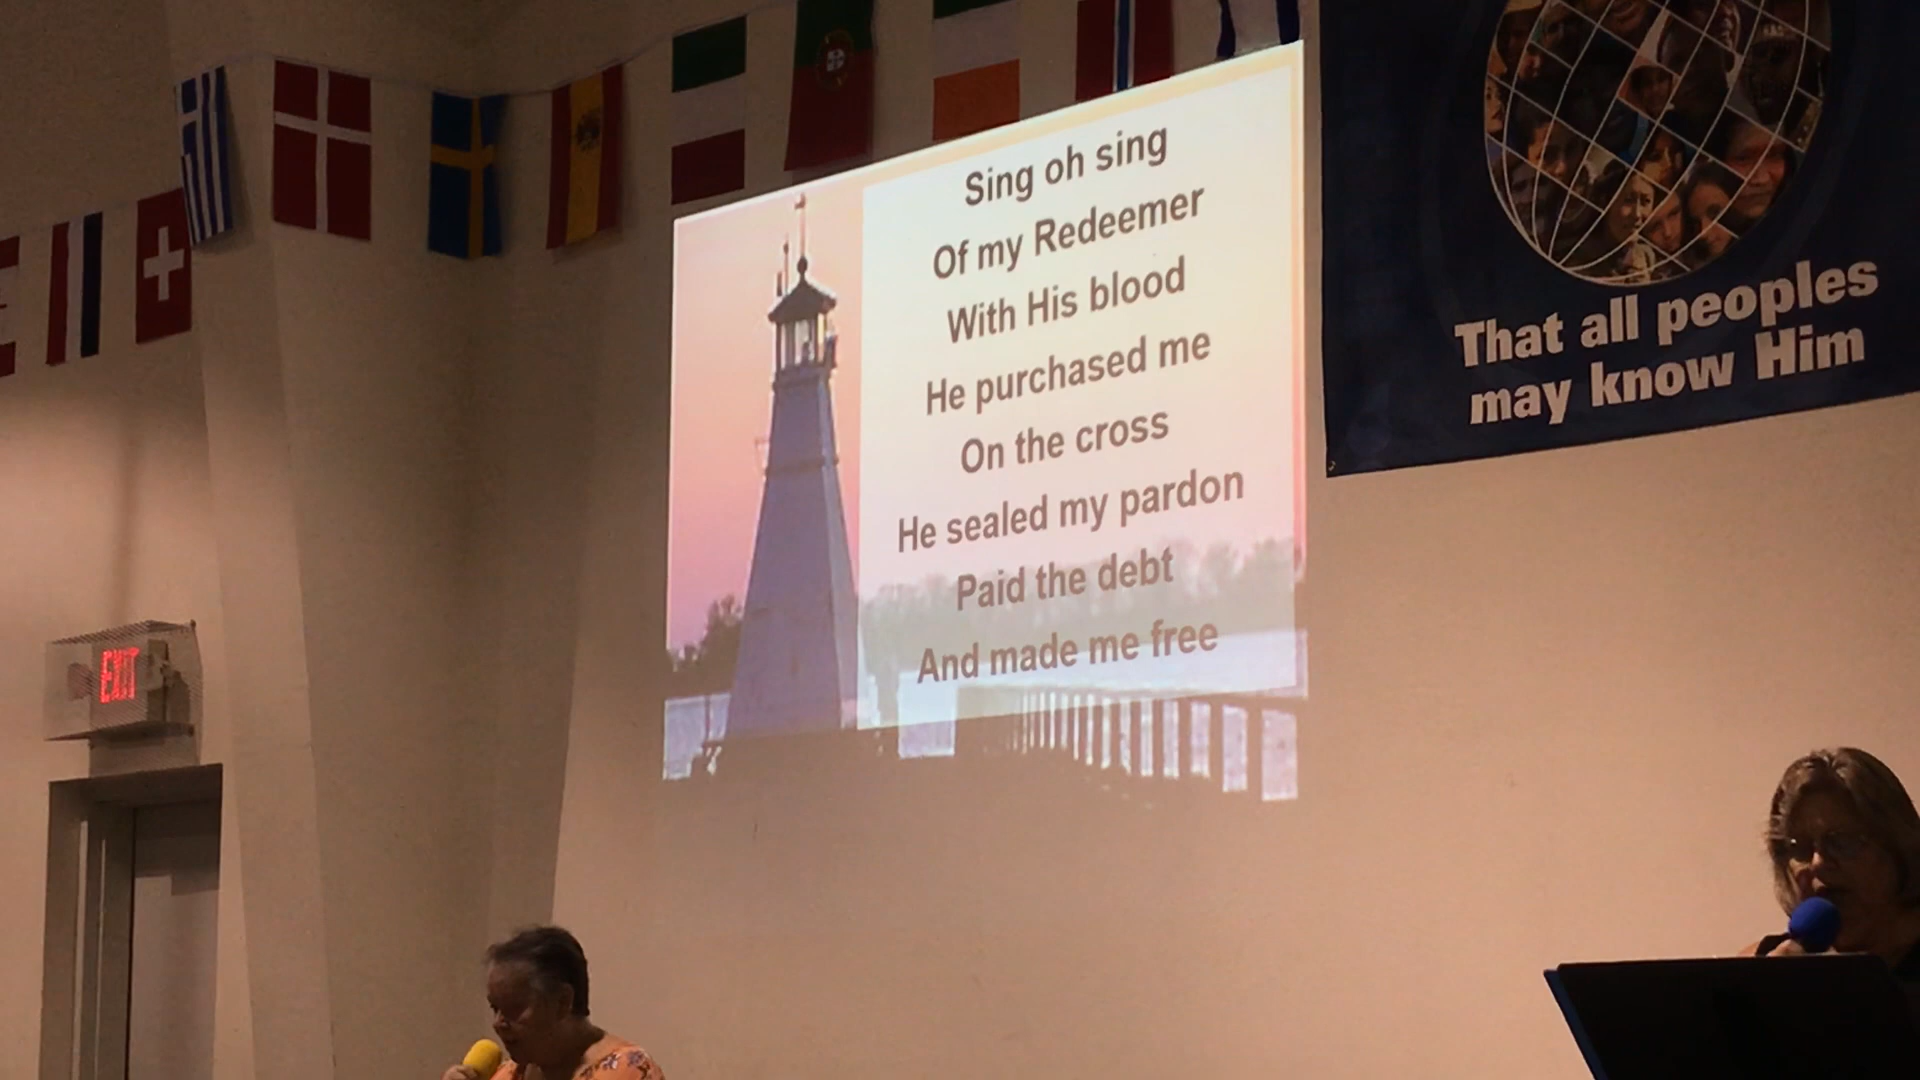 Sing oh sing
Of my Redeemer
With His blood
He purchased me
On the cross
He sealed my pardon
Paid the debt
And made me free
That all peoples
may know Him
EXIT